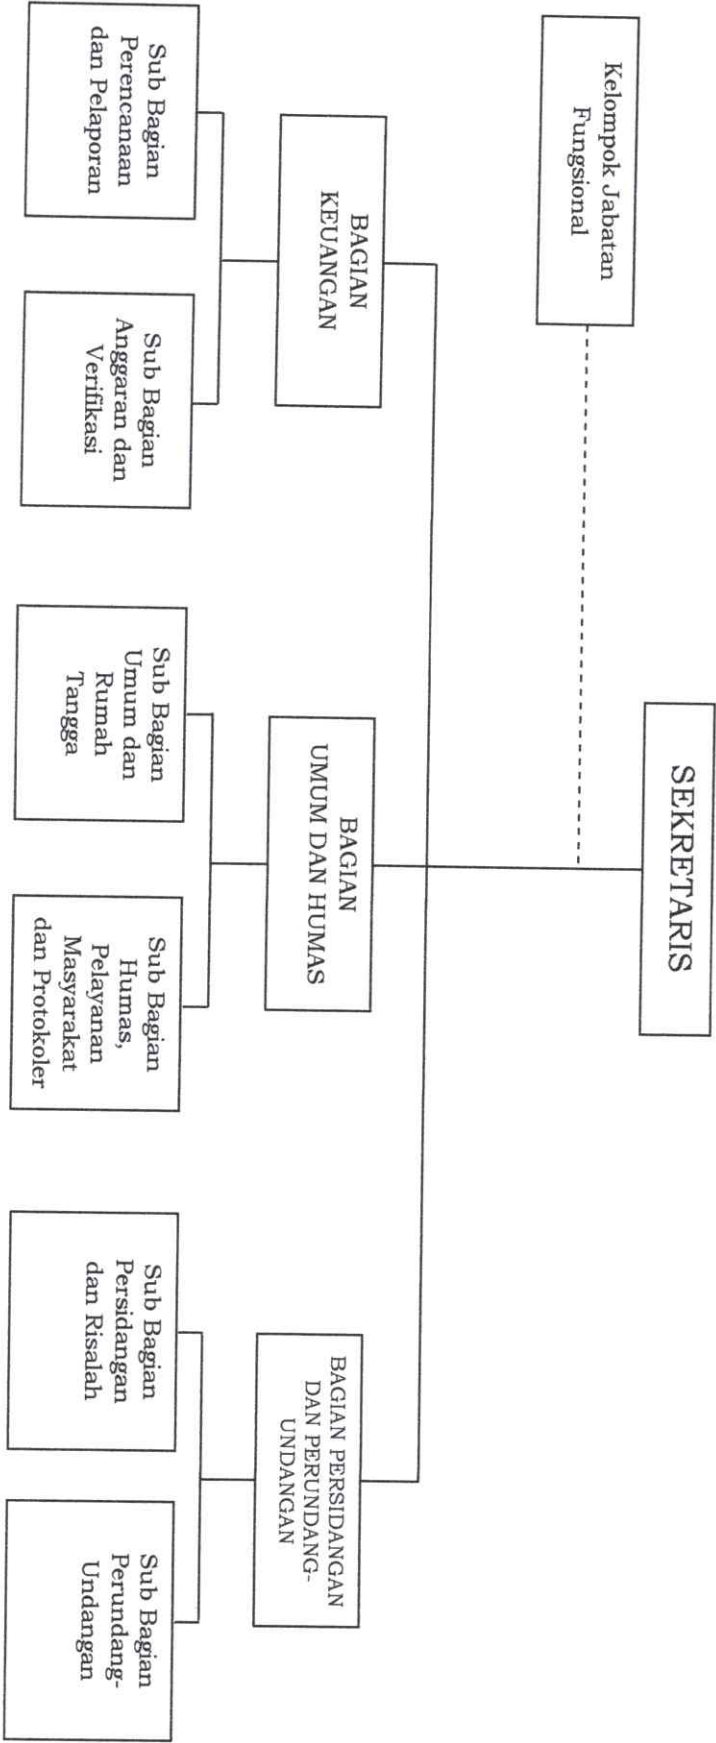 SEKRETARIS
Kelompok Jabatan
Fungsional
BAGIAN
KEUANGAN
BAGIAN
UMUM DAN HUMAS
BAGIAN PERSIDANGAN
DAN PERUNDANG-
UNDANGAN
Sub Bagian
Perencanaan
dan Pelaporan
Sub Bagian
Anggaran dan
Verifikasi
Sub Bagian
Umum dan
Rumah
Tangga
Sub Bagian
Humas,
Pelayanan
Masyarakat
dan Protokoler
Sub Bagian
Persidangan
dan Risalah
Sub Bagian
Perundang-
Undangan